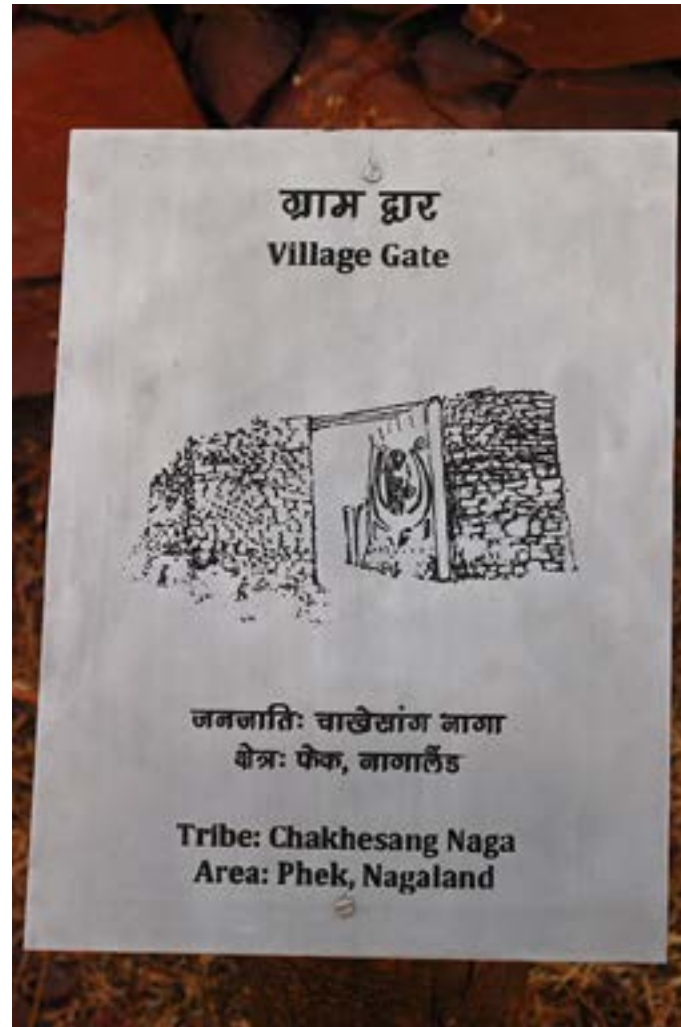 ग्राम द्वार
Village Gate
जनजातिः चाखेसांग नागा
क्षेत्रः फेक, नागालैंड
Tribe: Chakhesang Naga
Area: Phek, Nagaland